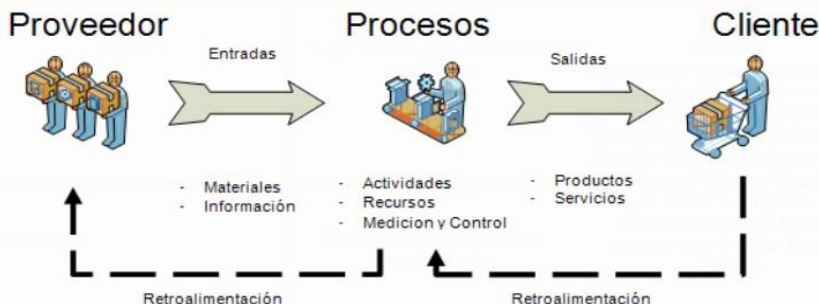 Proveedor
Procesos
Cliente
Entradas
Salidas
- Materiales
- Información
- Actividades
- Recursos
- Medicion y Control
- Productos
- Servicios
Retroalimentación
Retroalimentación